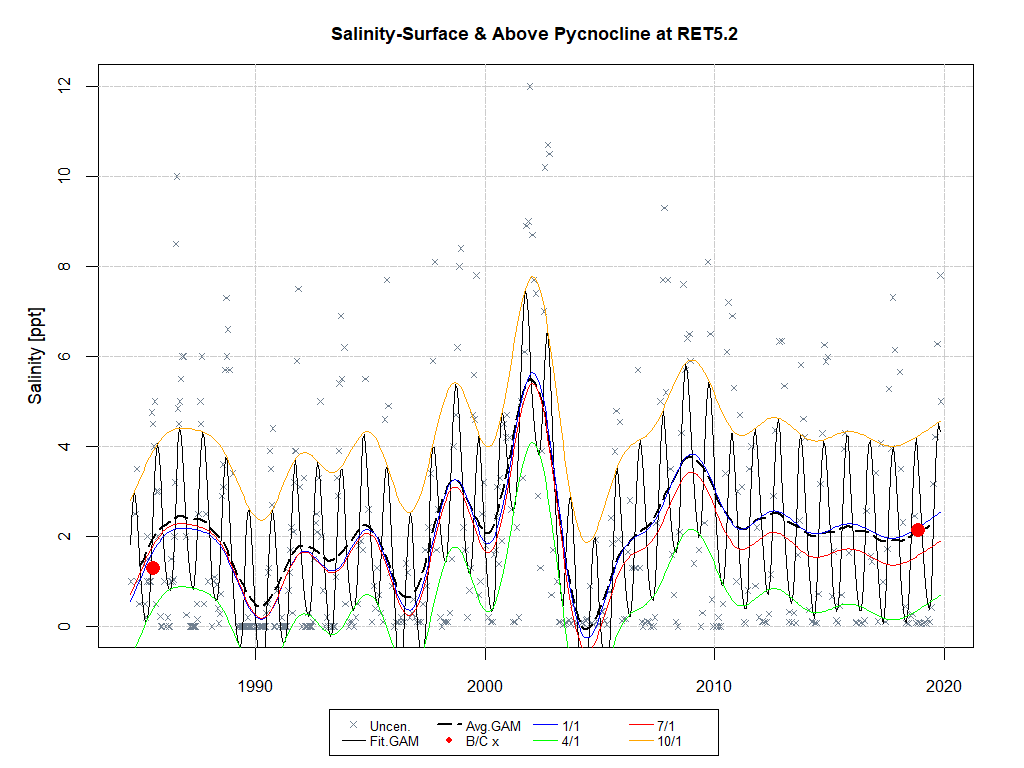 Salinity-Surface & Above Pycnocline at RET5.2
Salinity [ppt]
12
10
8
6
4
2
0
1990 2000 2010 2020
Uncen. Avg.GAM 1/1 7/1
Fit.GAM B/C x 4/1 10/1